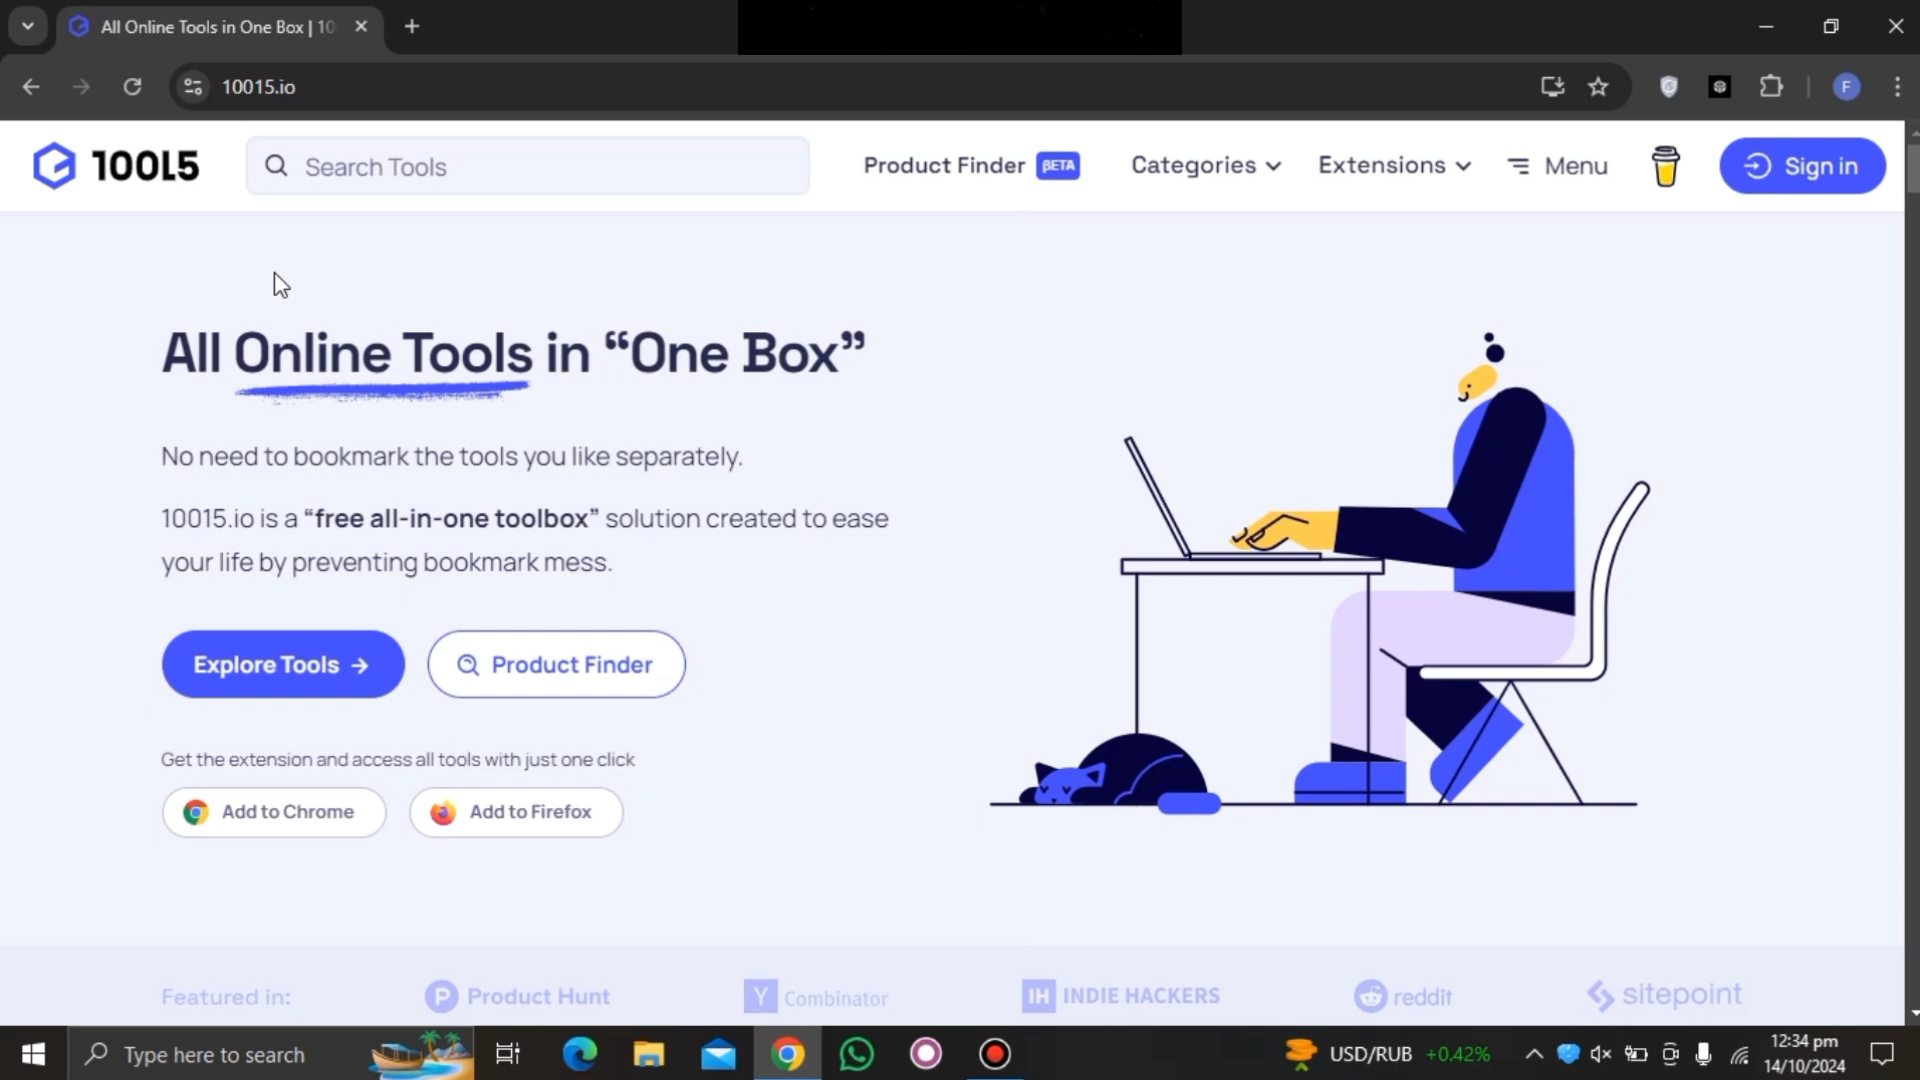 All Online Tools in One Box | 10
10015.io
10015
Search Tools
Product Finder BETA
Categories
Extensions
Menu
Sign in
All Online Tools in “One Box”
No need to bookmark the tools you like separately.
10015.io is a “free all-in-one toolbox” solution created to ease
your life by preventing bookmark mess.
Explore Tools →
Product Finder
Get the extension and access all tools with just one click
Add to Chrome
Add to Firefox
Featured in:
P Product Hunt
Y Combinator
IH INDIE HACKERS
reddit
sitepoint
Type here to search
USD/RUB +0.42%
12:34 pm
14/10/2024
F